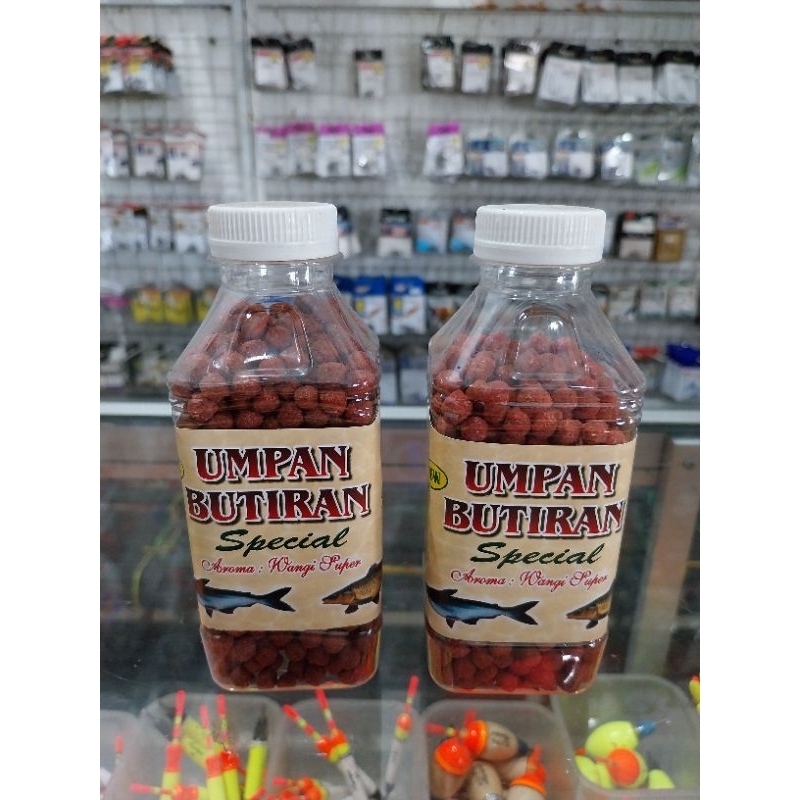 UMPAN
BUTIRAN
Special
Aroma : Wangi Super
UMPAN
BUTIRAN
Special
Aroma : Wangi Super